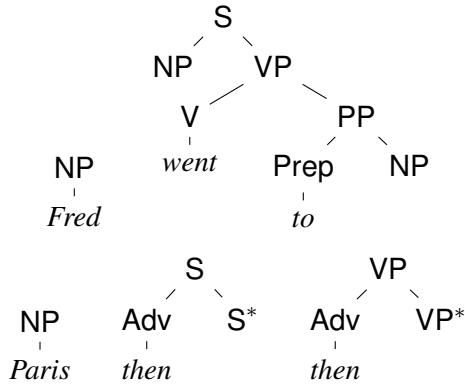 S
NP VP
V PP
went Prep NP
NP
Fred to
S VP
NP Adv S* Adv VP*
Paris then then